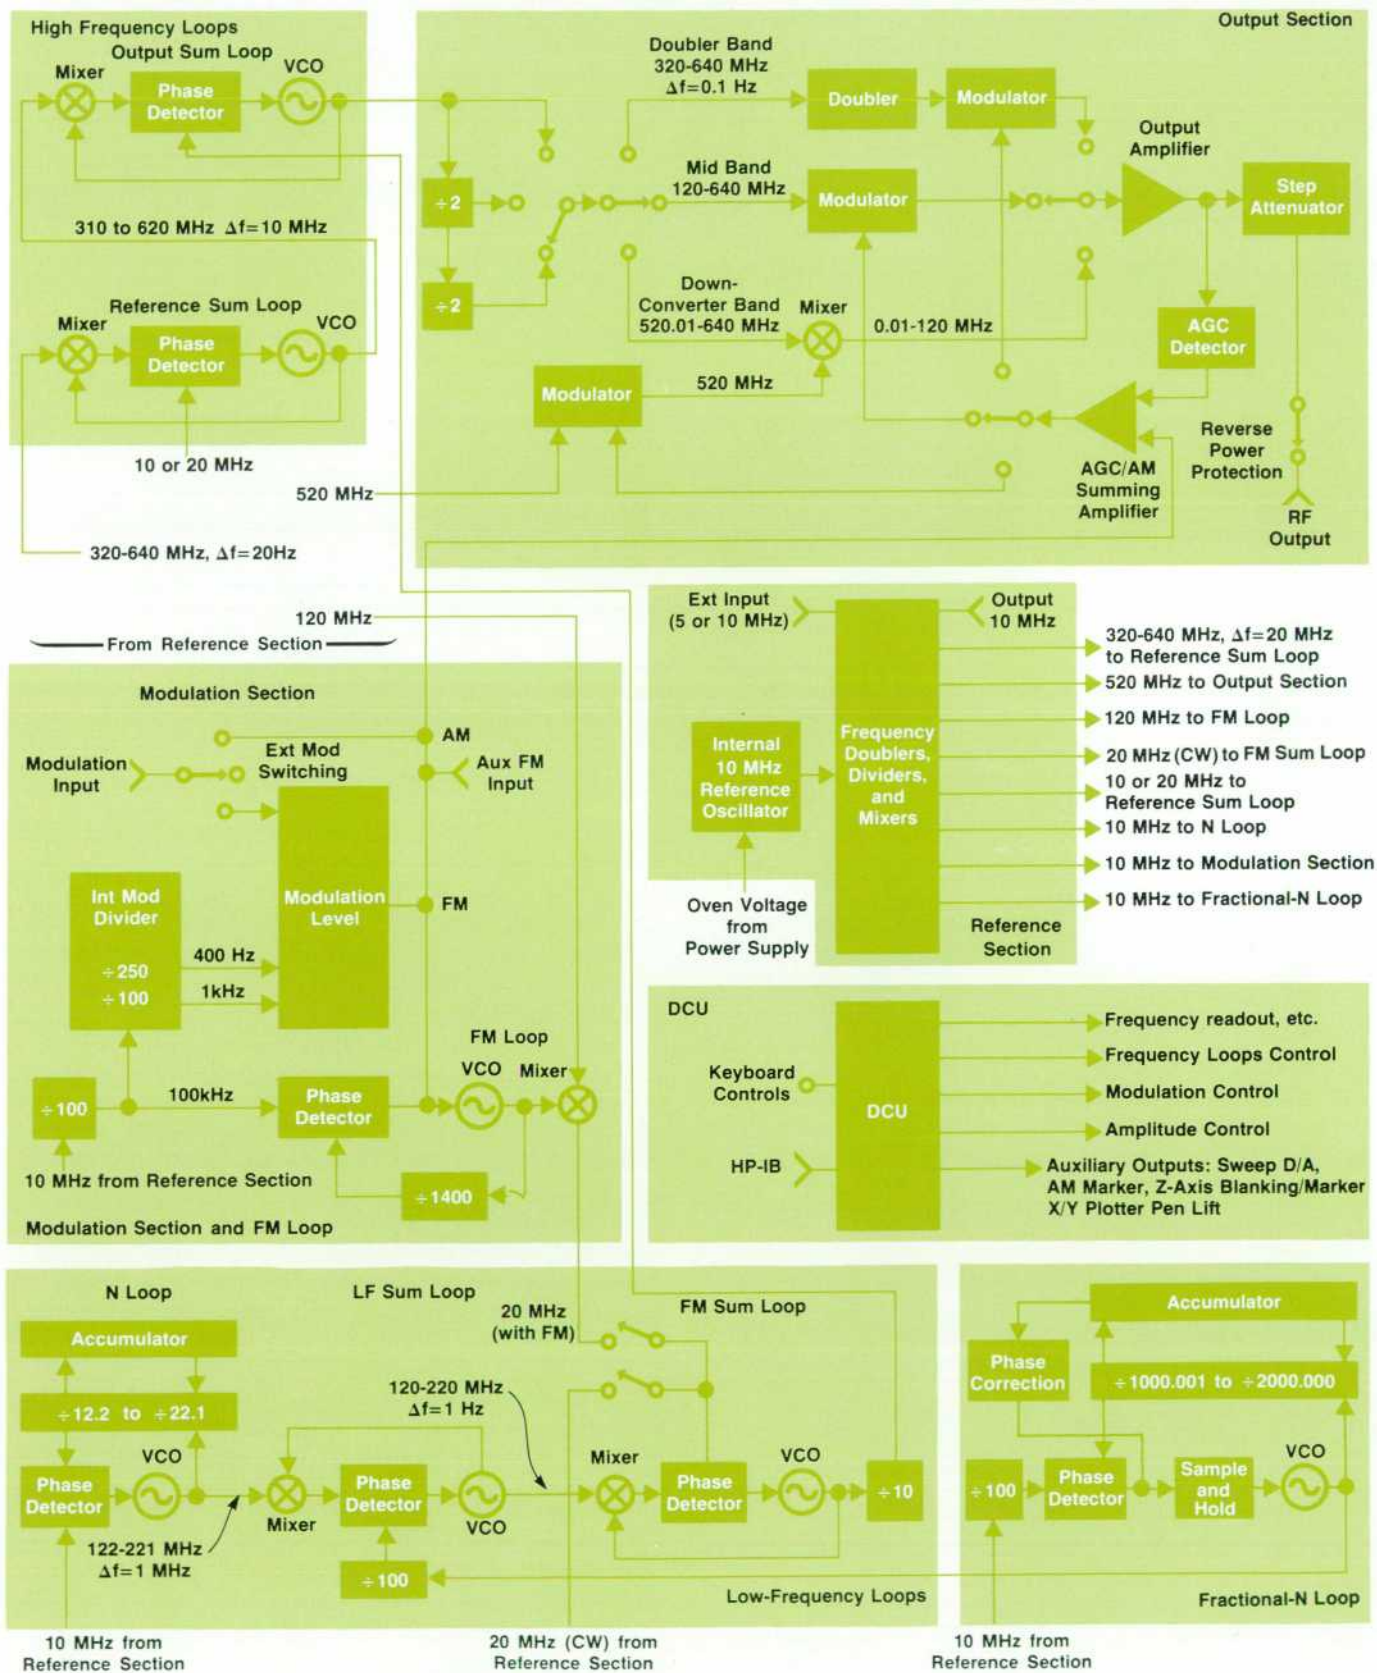 High Frequency Loops
Output Sum Loop
Mixer
Phase
Detector
VCO
310 to 620 MHz Δf=10 MHz
Reference Sum Loop
Mixer
Phase
Detector
VCO
10 or 20 MHz
520 MHz
320-640 MHz, Δf=20Hz
Output Section
÷2
÷2
Doubler Band
320-640 MHz
Δf=0.1 Hz
Doubler
Modulator
Mid Band
120-640 MHz
Modulator
Output
Amplifier
Step
Attenuator
Down-
Converter Band
520.01-640 MHz
Mixer
0.01-120 MHz
Modulator
520 MHz
AGC
Detector
AGC/AM
Summing
Amplifier
Reverse
Power
Protection
RF
Output
120 MHz
From Reference Section
Modulation Section
Modulation
Input
Ext Mod
Switching
AM
Aux FM
Input
Int Mod
Divider
÷250
÷100
400 Hz
1kHz
Modulation
Level
FM
FM Loop
VCO
Mixer
÷100
100kHz
Phase
Detector
10 MHz from Reference Section
÷1400
Modulation Section and FM Loop
Ext Input
(5 or 10 MHz)
Output
10 MHz
Internal
10 MHz
Reference
Oscillator
Frequency
Doublers,
Dividers,
and
Mixers
Oven Voltage
from
Power Supply
Reference
Section
320-640 MHz, Δf=20 MHz
to Reference Sum Loop
520 MHz to Output Section
120 MHz to FM Loop
20 MHz (CW) to FM Sum Loop
10 or 20 MHz to
Reference Sum Loop
10 MHz to N Loop
10 MHz to Modulation Section
10 MHz to Fractional-N Loop
DCU
Keyboard
Controls
HP-IB
DCU
Frequency readout, etc.
Frequency Loops Control
Modulation Control
Amplitude Control
Auxiliary Outputs: Sweep D/A,
AM Marker, Z-Axis Blanking/Marker
X/Y Plotter Pen Lift
N Loop
Accumulator
÷12.2 to ÷22.1
Phase
Detector
VCO
122-221 MHz
Δf=1 MHz
10 MHz from
Reference Section
LF Sum Loop
120-220 MHz
Δf=1 Hz
Mixer
Phase
Detector
VCO
÷100
20 MHz
(with FM)
FM Sum Loop
Mixer
Phase
Detector
VCO
÷10
Low-Frequency Loops
20 MHz (CW) from
Reference Section
Accumulator
Phase
Correction
÷1000.001 to ÷2000.000
÷100
Phase
Detector
Sample
and
Hold
VCO
Fractional-N Loop
10 MHz from
Reference Section